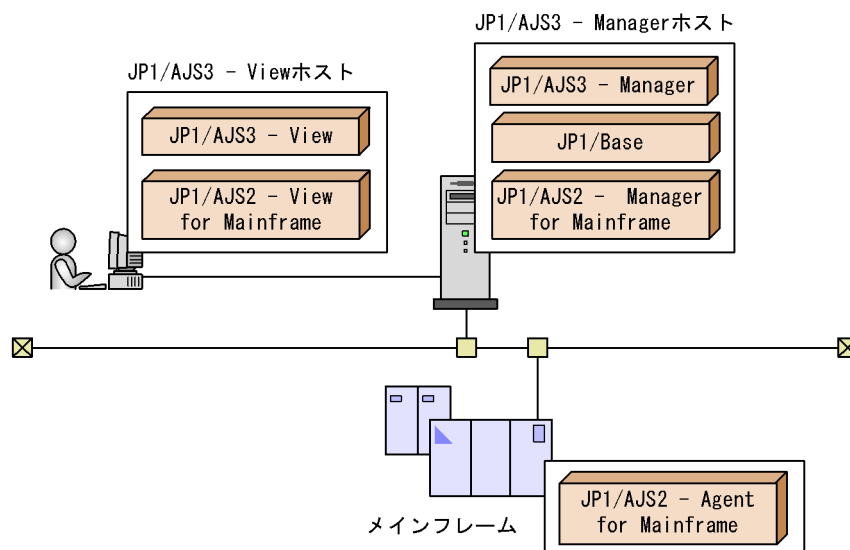 JP1/AJS3 - Managerホスト
JP1/AJS3 - Manager
JP1/Base
JP1/AJS2 - Manager
for Mainframe
JP1/AJS3 - Viewホスト
JP1/AJS3 - View
JP1/AJS2 - View
for Mainframe
メインフレーム
JP1/AJS2 - Agent
for Mainframe